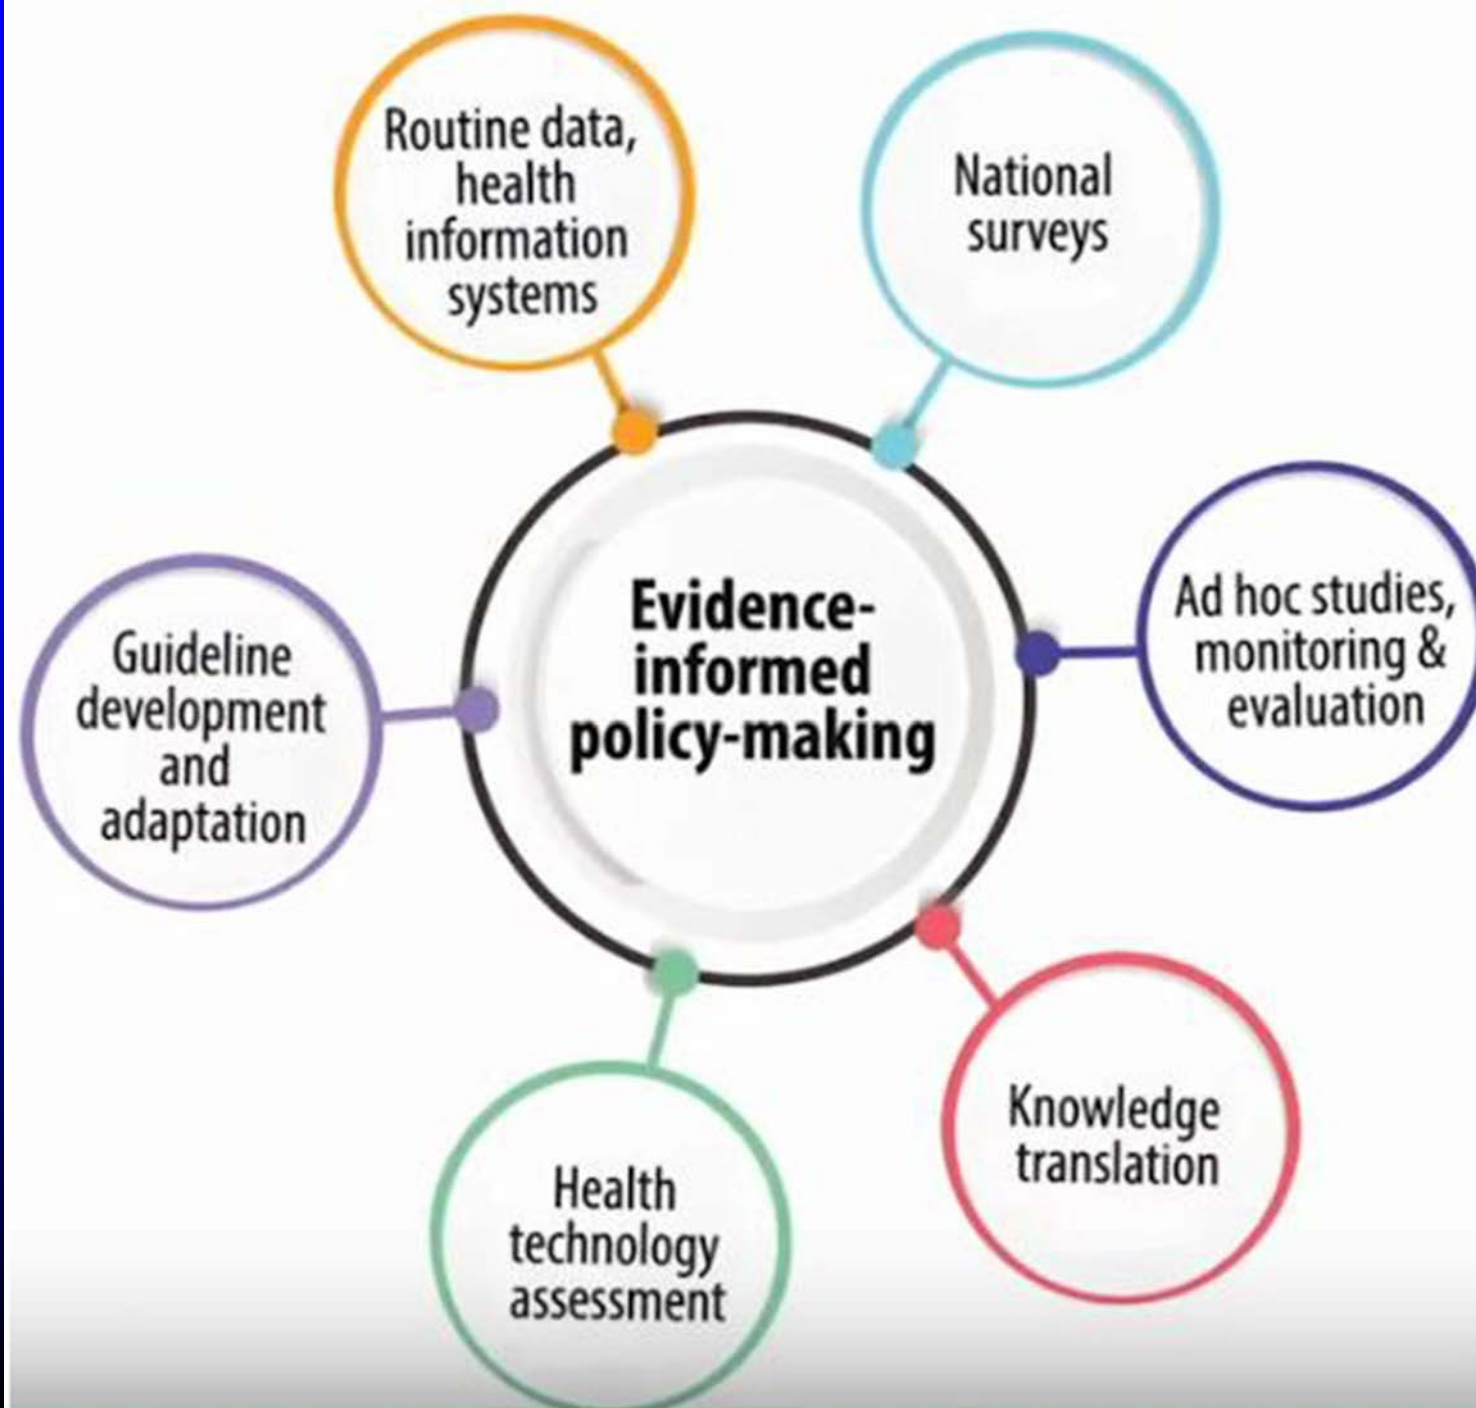 Routine data,
health
information
systems
National
surveys
Evidence-
informed
policy-making
Ad hoc studies,
monitoring &
evaluation
Guideline
development
and
adaptation
Knowledge
translation
Health
technology
assessment